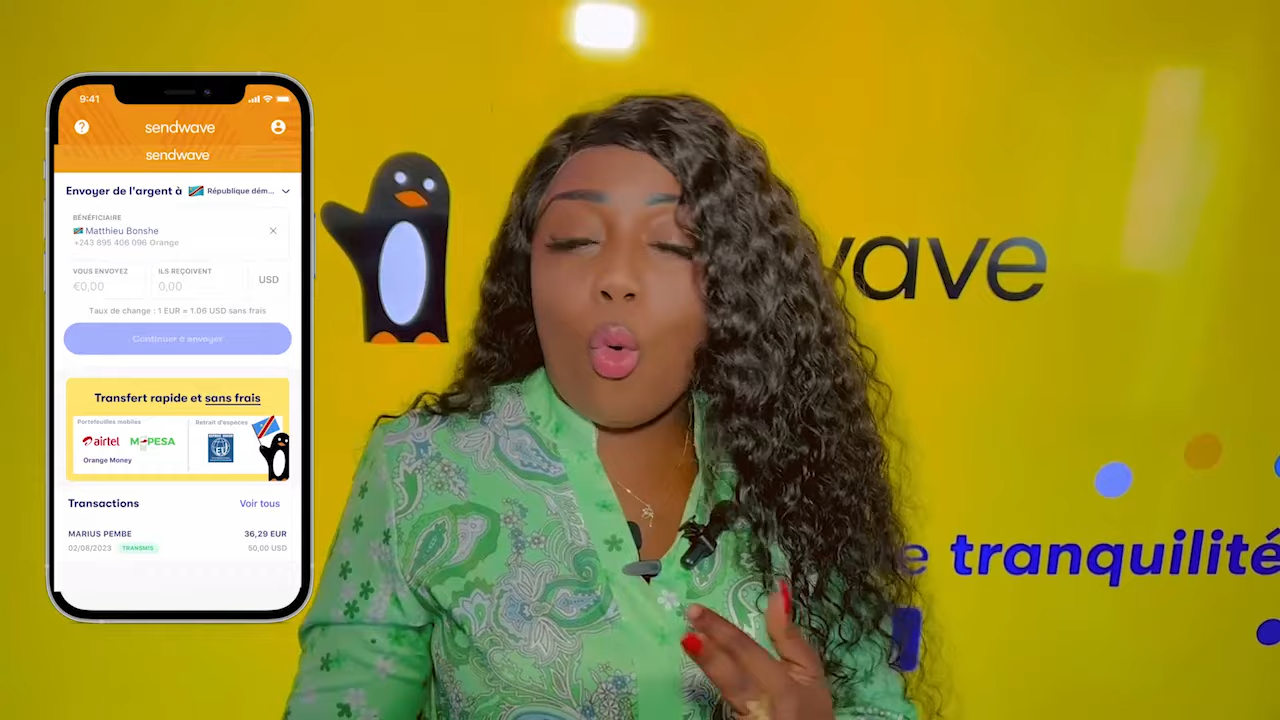 9:41
sendwave
sendwave
Envoyer de l'argent à République dém...
BÉNÉFICIAIRE
Matthieu Bonshe
+243 895 406 096 Orange
VOUS ENVOYEZ ILS REÇOIVENT
€0,00 0,00 USD
Taux de change : 1 EUR = 1.06 USD sans frais
Continuer à envoyer
Transfert rapide et sans frais
Portefeuilles mobiles Retrait d'espèces
airtel M-PESA
Orange Money
Transactions Voir tous
MARIUS PEMBE 36,29 EUR
02/08/2023 TRANSMIS 50,00 USD
wave
e tranquilité